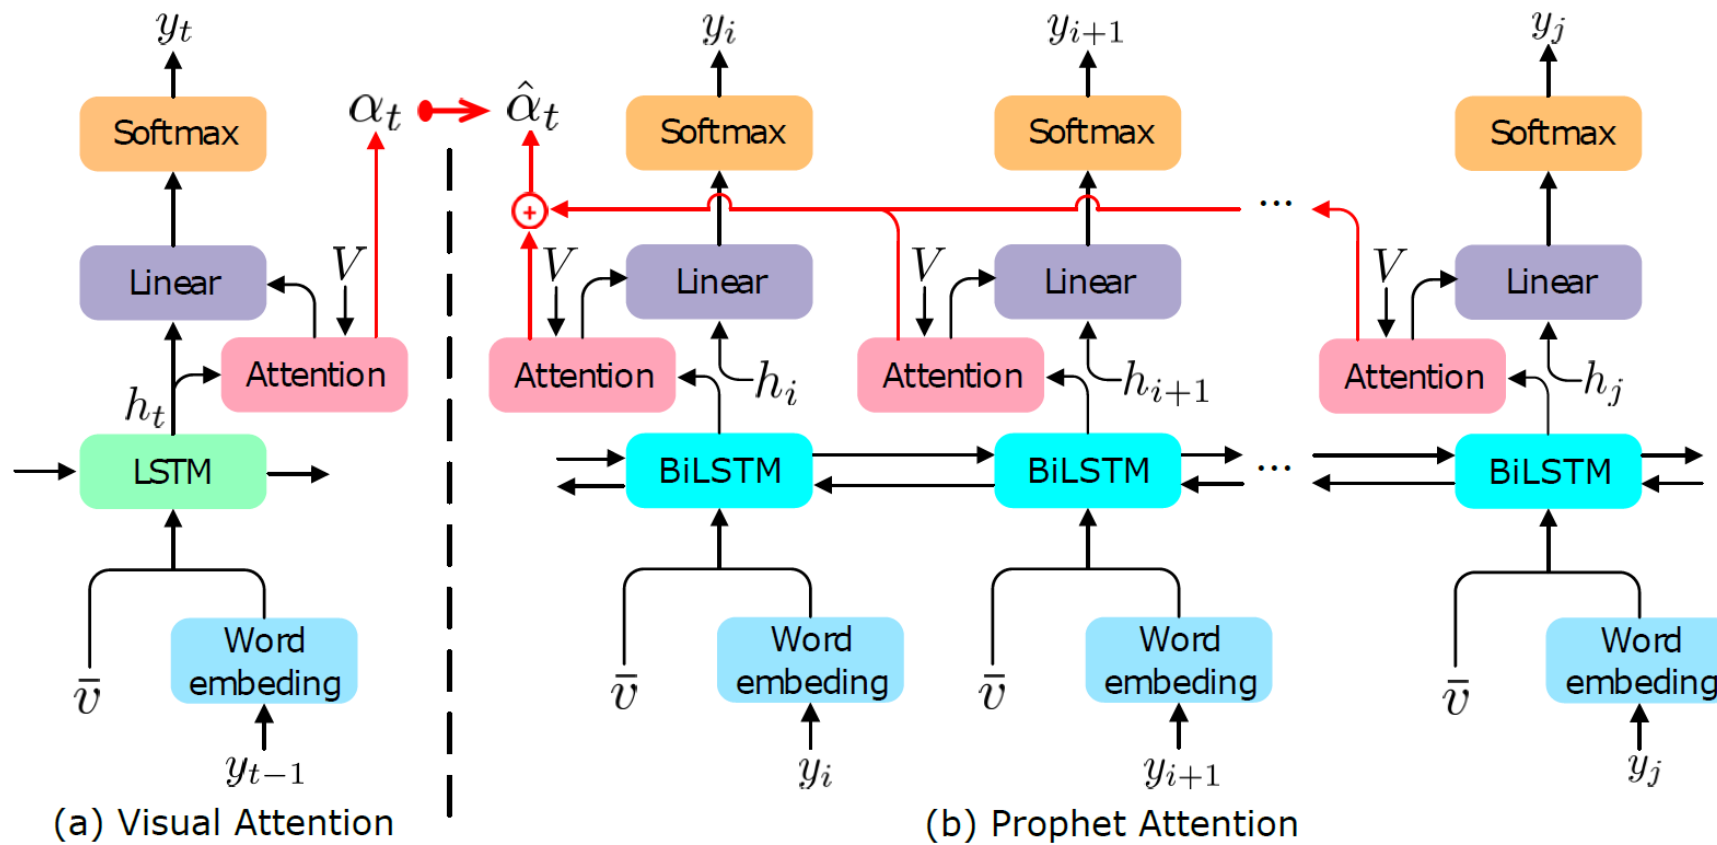 y_t y_i y_{i+1} y_j
α_t α̂_t
Softmax Softmax Softmax Softmax
+ ...
V V V V
Linear Linear Linear Linear
Attention Attention Attention Attention
h_t h_i h_{i+1} h_j
LSTM BiLSTM BiLSTM ... BiLSTM
Word Word Word Word
embeding embeding embeding embeding
v̄ v̄ v̄ v̄
y_{t−1} y_i y_{i+1} y_j
(a) Visual Attention (b) Prophet Attention